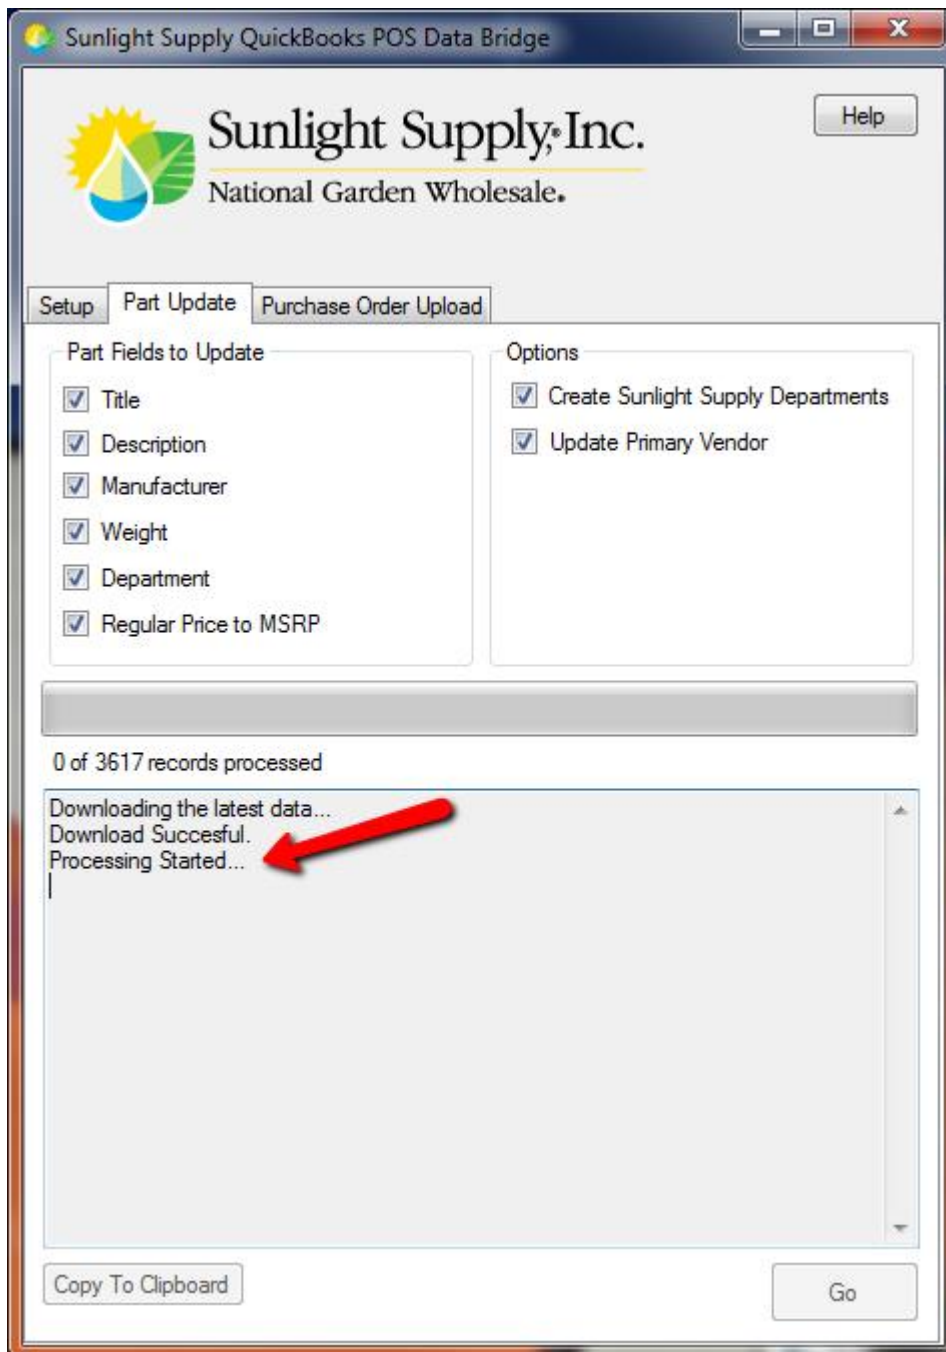 Sunlight Supply QuickBooks POS Data Bridge
Sunlight Supply, Inc.
National Garden Wholesale.
Help
Setup
Part Update
Purchase Order Upload
Part Fields to Update
Title
Description
Manufacturer
Weight
Department
Regular Price to MSRP
Options
Create Sunlight Supply Departments
Update Primary Vendor
0 of 3617 records processed
Downloading the latest data...
Download Succesful.
Processing Started...
Copy To Clipboard
Go